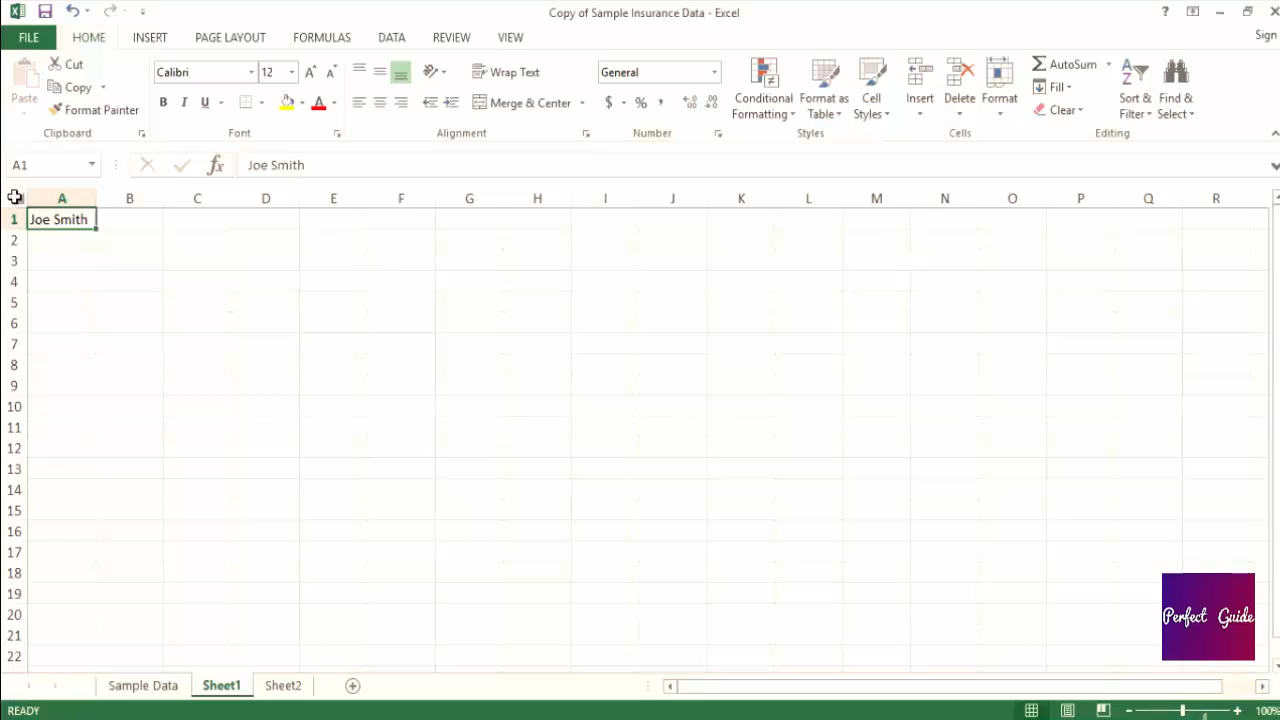 Copy of Sample Insurance Data - Excel
?
FILE HOME INSERT PAGE LAYOUT FORMULAS DATA REVIEW VIEW Sign
Paste
Cut
Copy
Format Painter
Clipboard
Calibri 12
B I U
Font
Wrap Text
Merge & Center
Alignment
General
$ % ,
Number
Conditional
Formatting
Format as
Table
Cell
Styles
Styles
Insert
Delete
Format
Cells
AutoSum
Fill
Clear
Sort &
Filter
Find &
Select
Editing
A1 fx Joe Smith
A B C D E F G H I J K L M N O P Q R
1 Joe Smith
2
3
4
5
6
7
8
9
10
11
12
13
14
15
16
17
18
19
20
21
22
Perfect Guide
Sample Data Sheet1 Sheet2
READY 100%